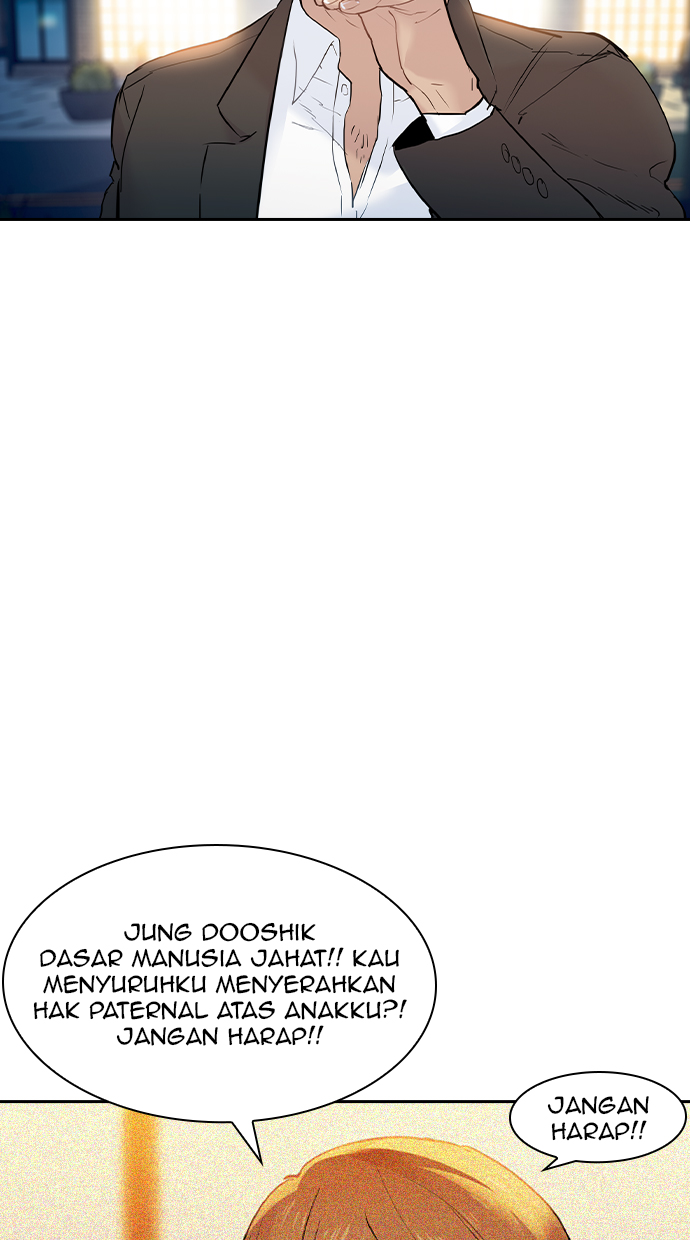 JUNG DOOSHIK
DASAR MANUSIA JAHAT!! KAU
MENYURUHKU MENYERAHKAN
HAK PATERNAL ATAS ANAKKU?!
JANGAN HARAP!!
JANGAN
HARAP!!